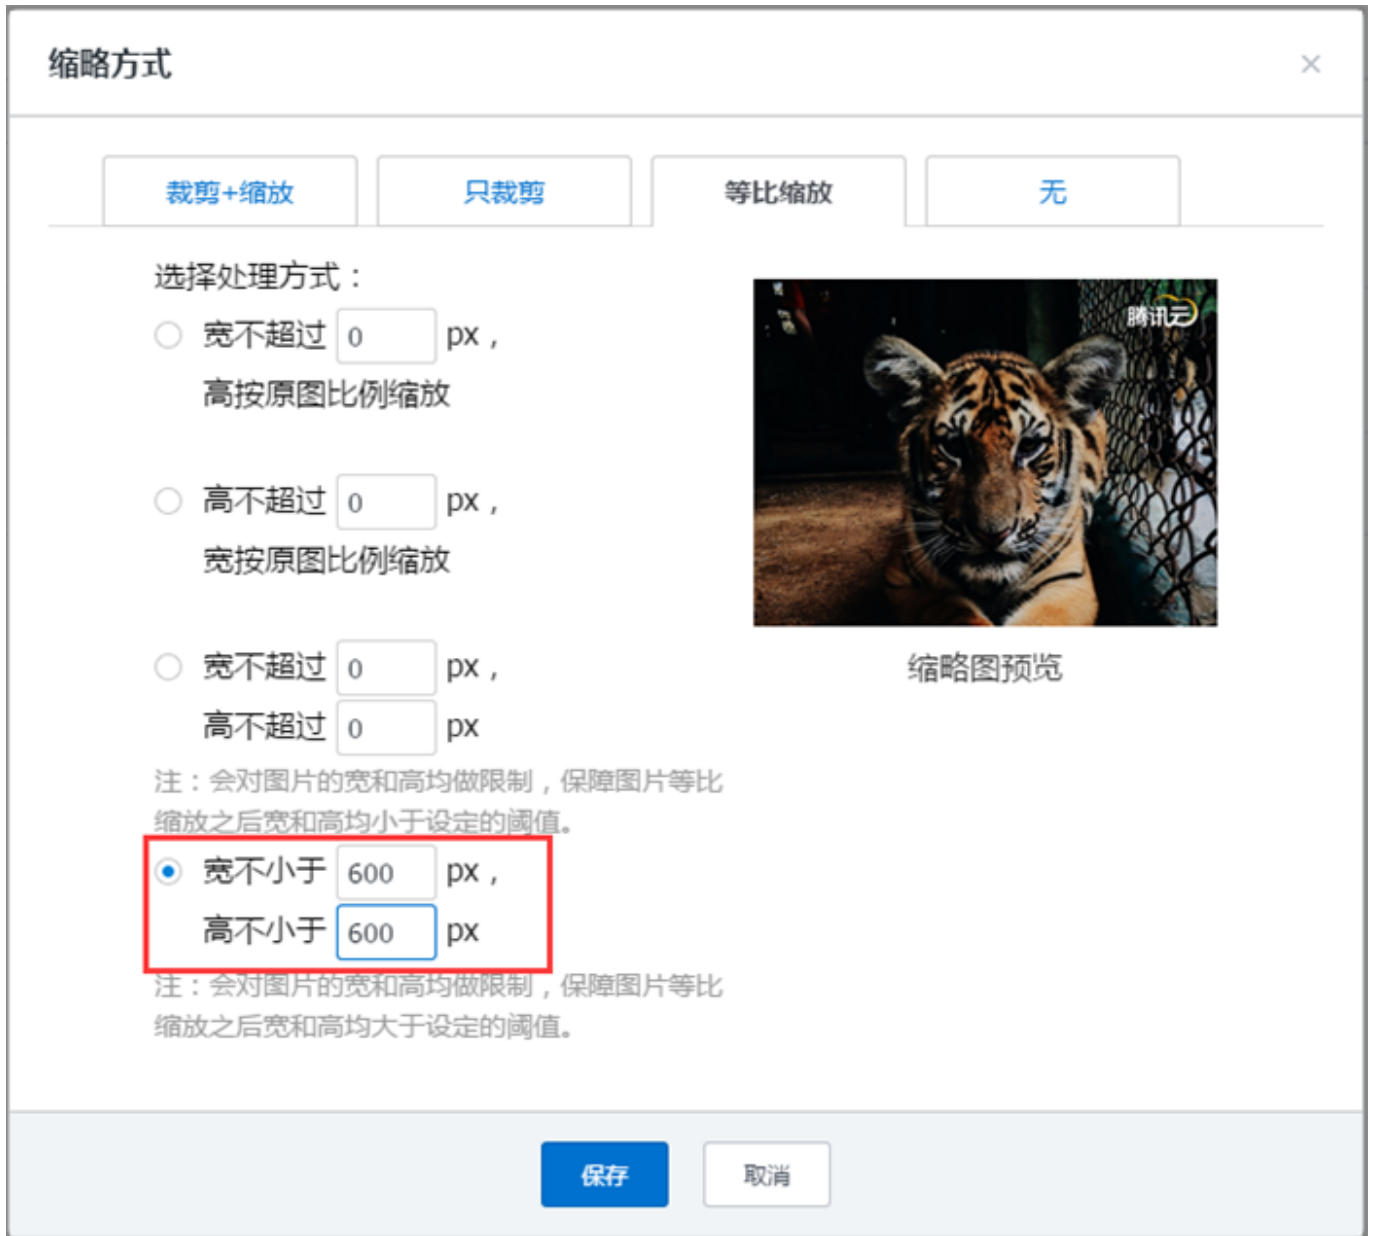 缩略方式
裁剪+缩放
只裁剪
等比缩放
无
选择处理方式：
宽不超过 0 px，
高按原图比例缩放
高不超过 0 px，
宽按原图比例缩放
宽不超过 0 px，
高不超过 0 px
注：会对图片的宽和高均做限制，保障图片等比
缩放之后宽和高均小于设定的阈值。
宽不小于 600 px，
高不小于 600 px
注：会对图片的宽和高均做限制，保障图片等比
缩放之后宽和高均大于设定的阈值。
腾讯云
缩略图预览
保存
取消